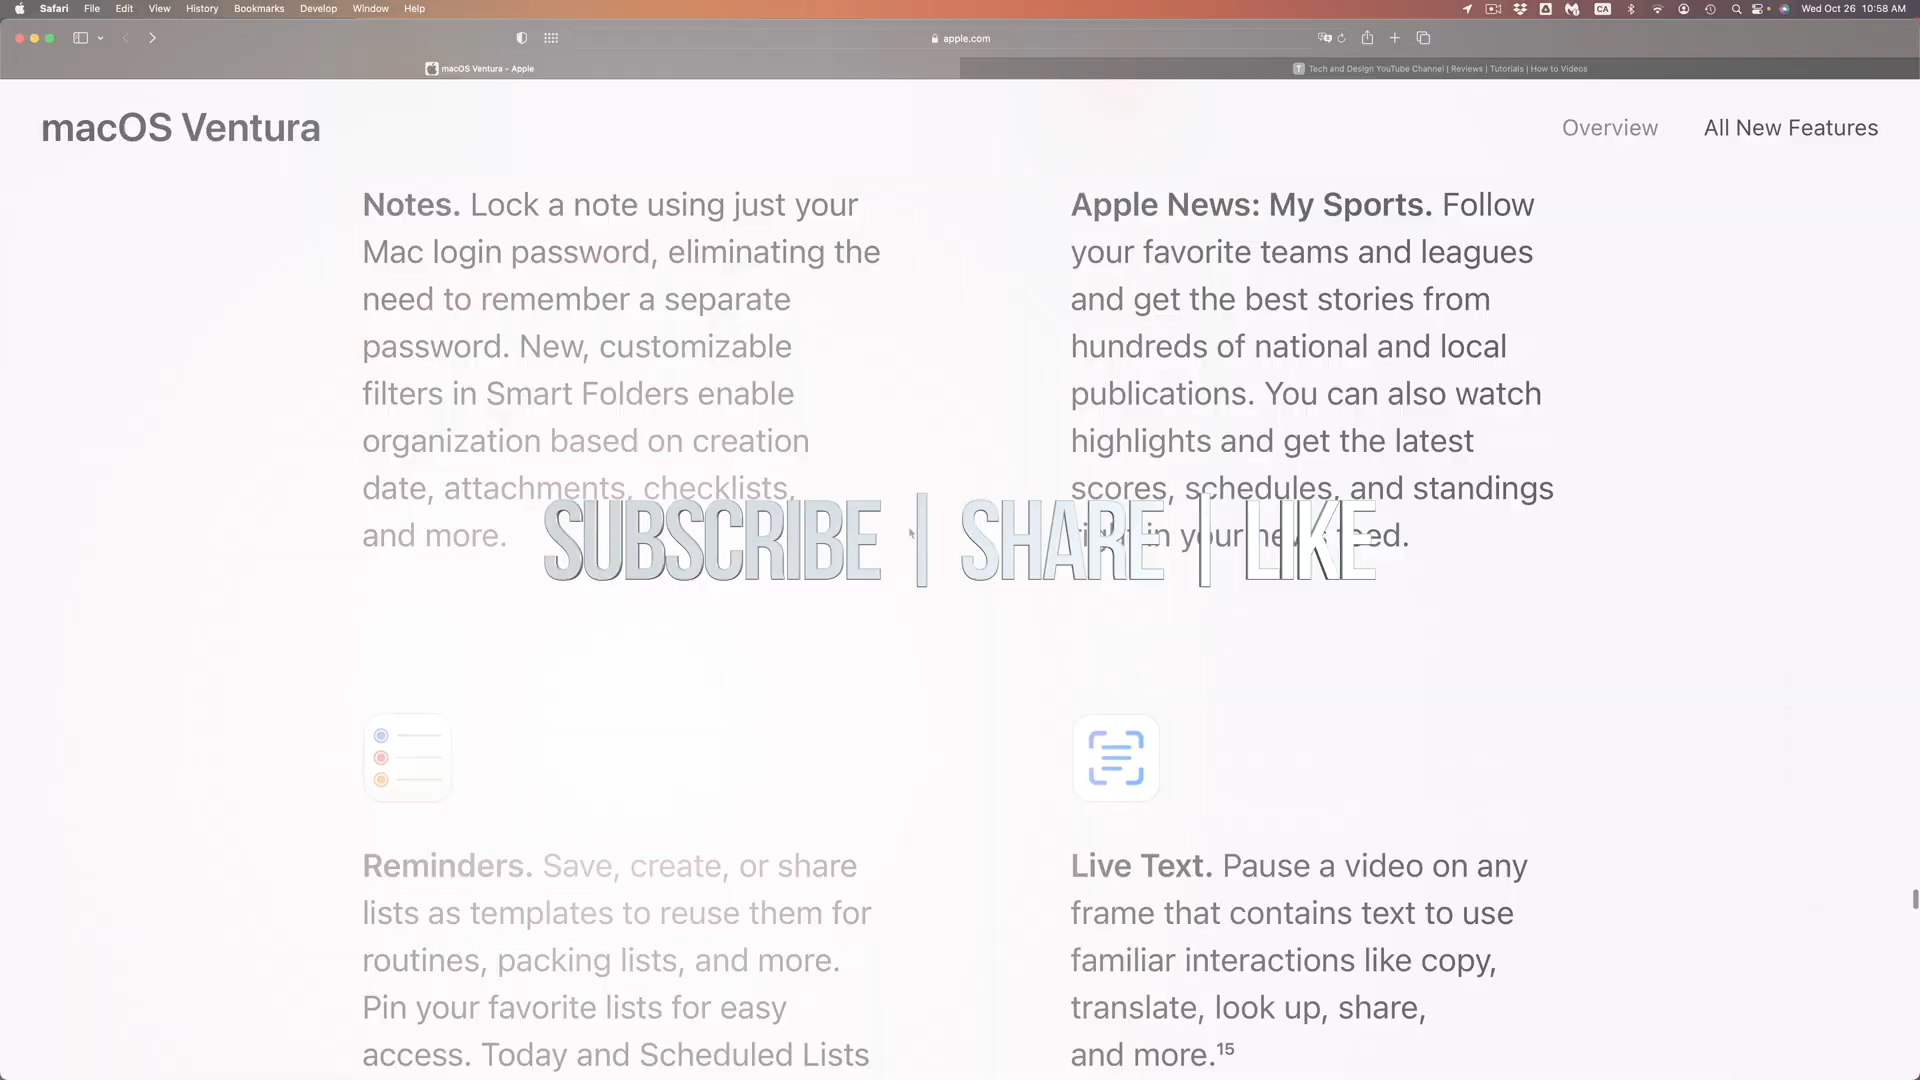 Safari File Edit View History Bookmarks Develop Window Help
CA
Wed Oct 26 10:58 AM
apple.com
macOS Ventura - Apple
T Tech and Design YouTube Channel | Reviews | Tutorials | How to Videos
macOS Ventura
Overview
All New Features
Notes. Lock a note using just your
Mac login password, eliminating the
need to remember a separate
password. New, customizable
filters in Smart Folders enable
organization based on creation
date, attachments, checklists,
and more.
Apple News: My Sports. Follow
your favorite teams and leagues
and get the best stories from
hundreds of national and local
publications. You can also watch
highlights and get the latest
scores, schedules, and standings
right in your news feed.
SUBSCRIBE | SHARE | LIKE
Reminders. Save, create, or share
lists as templates to reuse them for
routines, packing lists, and more.
Pin your favorite lists for easy
access. Today and Scheduled Lists
Live Text. Pause a video on any
frame that contains text to use
familiar interactions like copy,
translate, look up, share,
and more.15